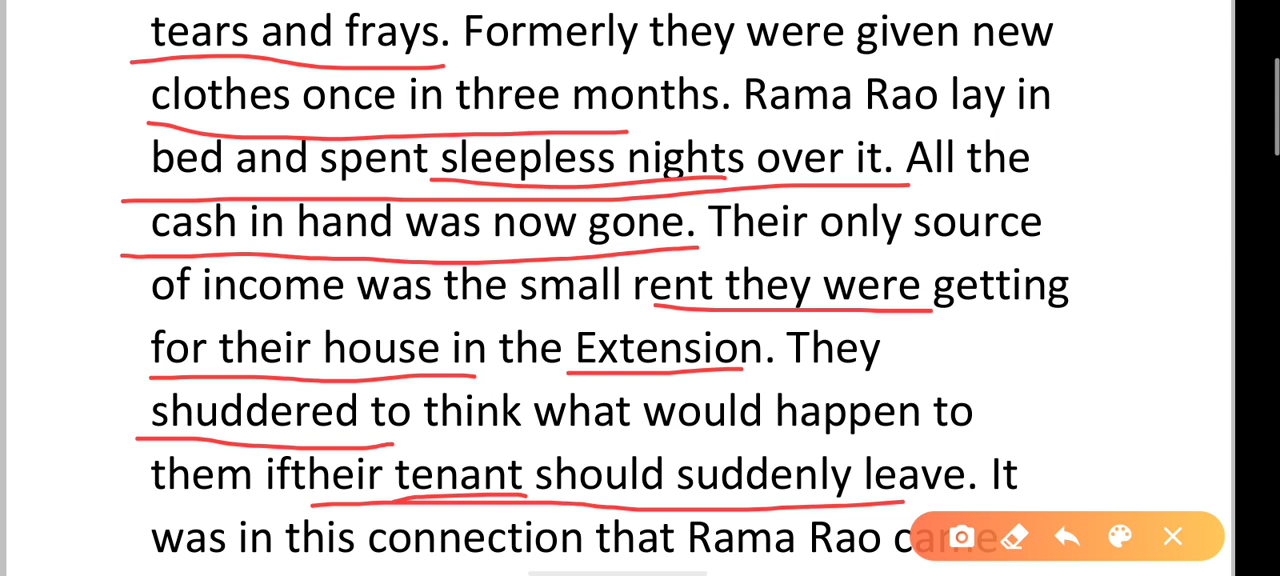 tears and frays. Formerly they were given new
clothes once in three months. Rama Rao lay in
bed and spent sleepless nights over it. All the
cash in hand was now gone. Their only source
of income was the small rent they were getting
for their house in the Extension. They
shuddered to think what would happen to
them iftheir tenant should suddenly leave. It
was in this connection that Rama Rao came